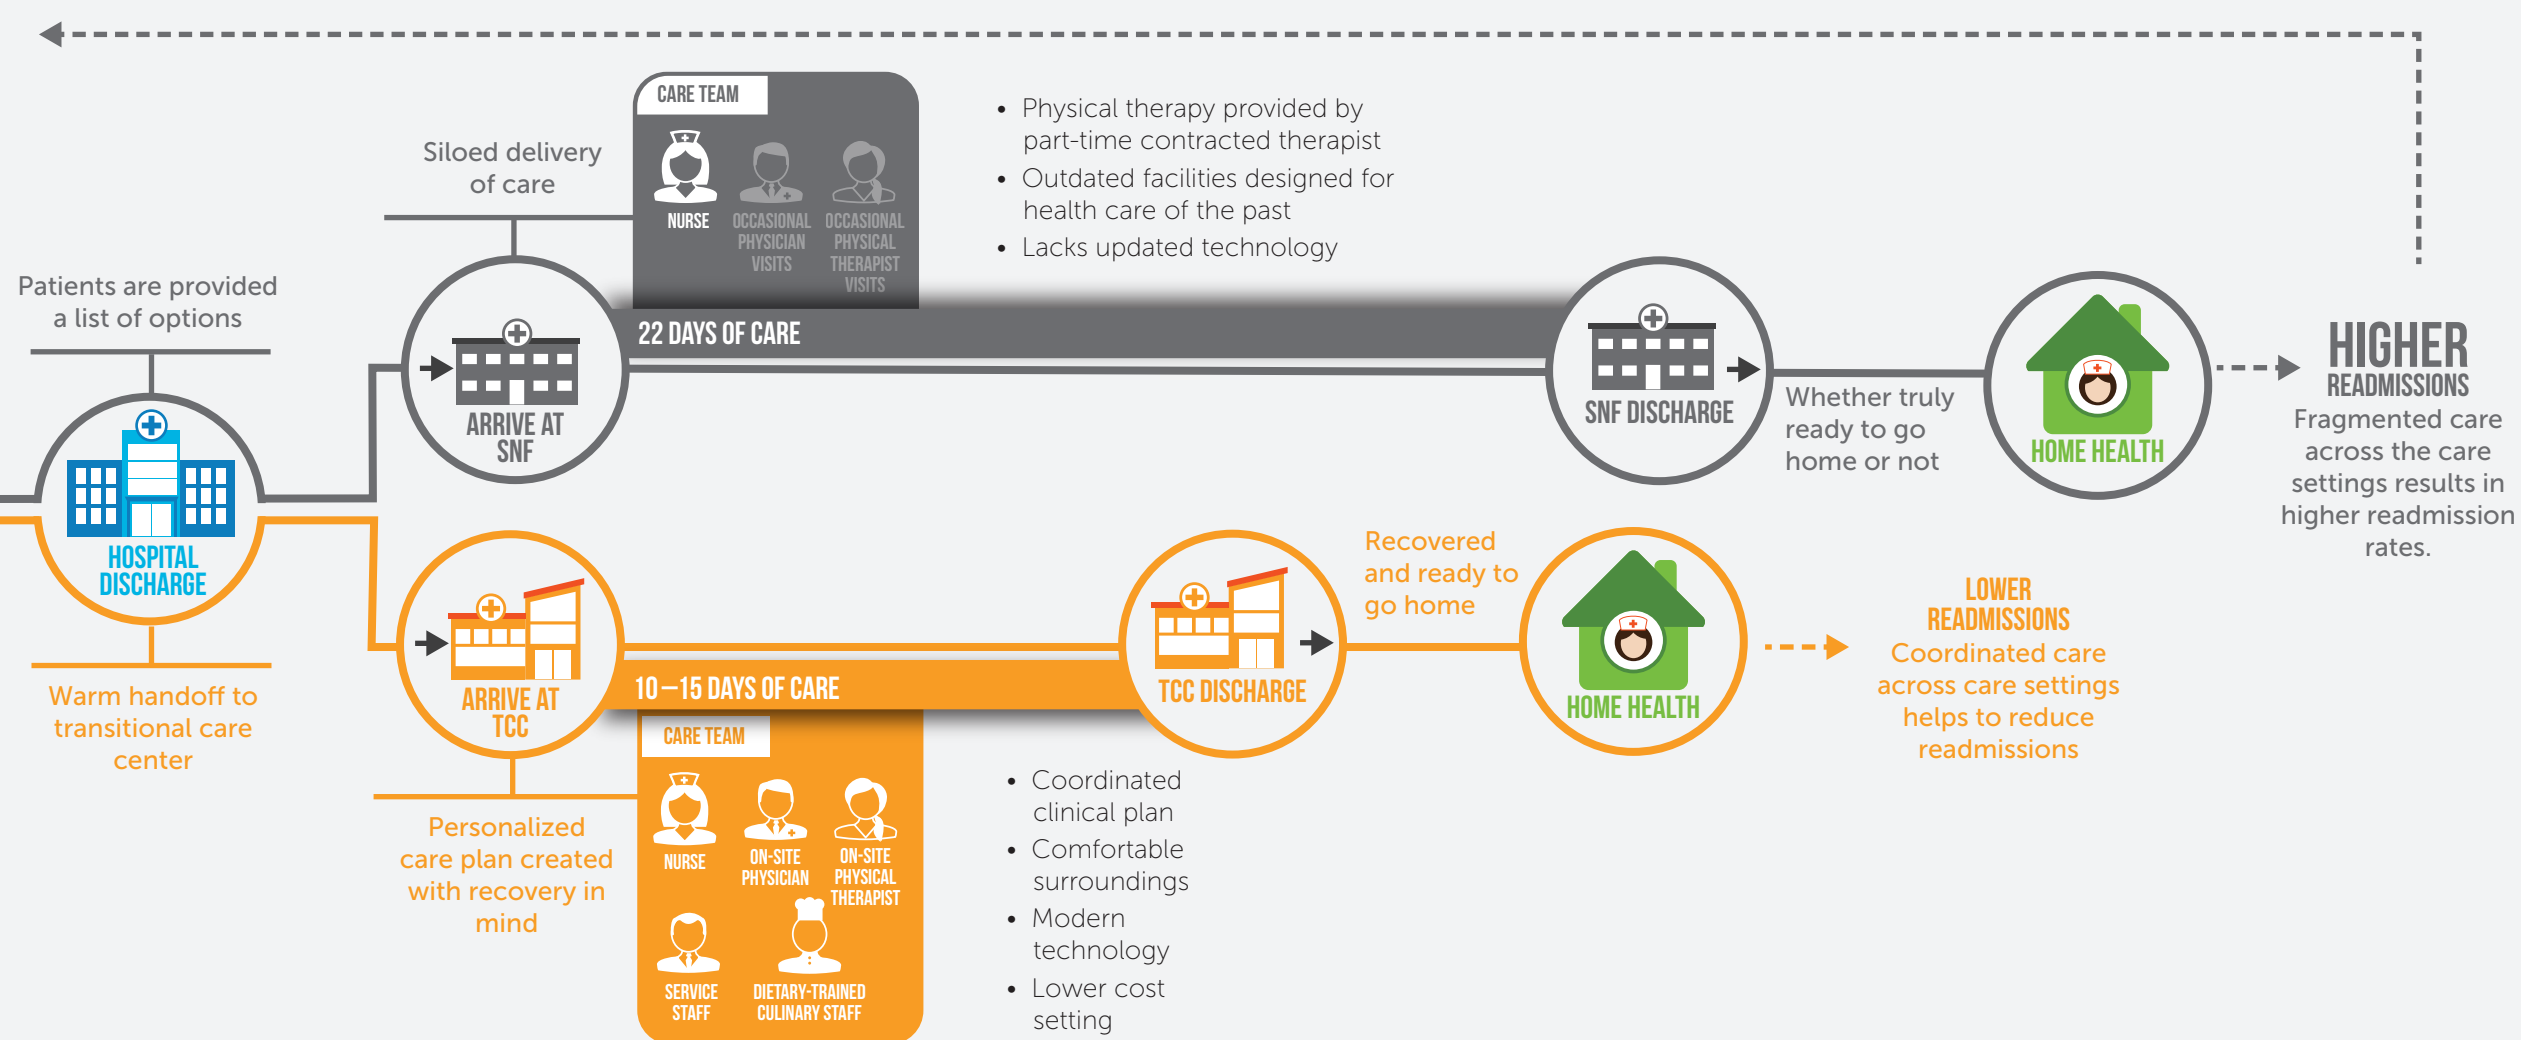 Patients are provided
a list of options
HOSPITAL
DISCHARGE
Warm handoff to
transitional care
center
Siloed delivery
of care
ARRIVE AT
SNF
CARE TEAM
NURSE
OCCASIONAL
PHYSICIAN
VISITS
OCCASIONAL
PHYSICAL
THERAPIST
VISITS
• Physical therapy provided by
part-time contracted therapist
• Outdated facilities designed for
health care of the past
• Lacks updated technology
22 DAYS OF CARE
SNF DISCHARGE
Whether truly
ready to go
home or not
HOME HEALTH
HIGHER
READMISSIONS
Fragmented care
across the care
settings results in
higher readmission
rates.
ARRIVE AT
TCC
Personalized
care plan created
with recovery in
mind
10–15 DAYS OF CARE
CARE TEAM
NURSE
ON-SITE
PHYSICIAN
ON-SITE
PHYSICAL
THERAPIST
SERVICE
STAFF
DIETARY-TRAINED
CULINARY STAFF
• Coordinated
clinical plan
• Comfortable
surroundings
• Modern
technology
• Lower cost
setting
TCC DISCHARGE
Recovered
and ready to
go home
HOME HEALTH
LOWER
READMISSIONS
Coordinated care
across care settings
helps to reduce
readmissions